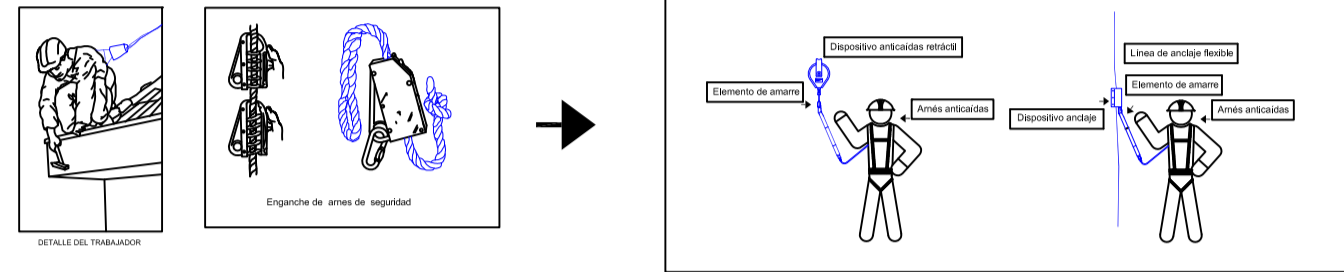 DETALLE DEL TRABAJADOR
Enganche de arnes de seguridad
Dispositivo anticaídas retráctil
Elemento de amarre
Arnés anticaídas
Línea de anclaje flexible
Elemento de amarre
Arnés anticaídas
Dispositivo anclaje